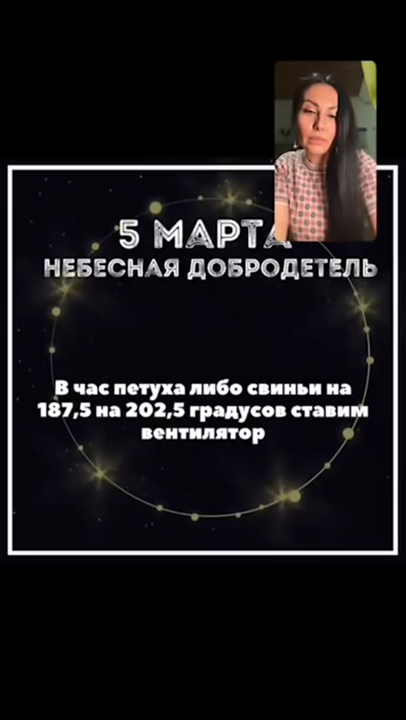 5 МАРТА
НЕБЕСНАЯ ДОБРОДЕТЕЛЬ
В час петуха либо свиньи на
187,5 на 202,5 градусов ставим
вентилятор